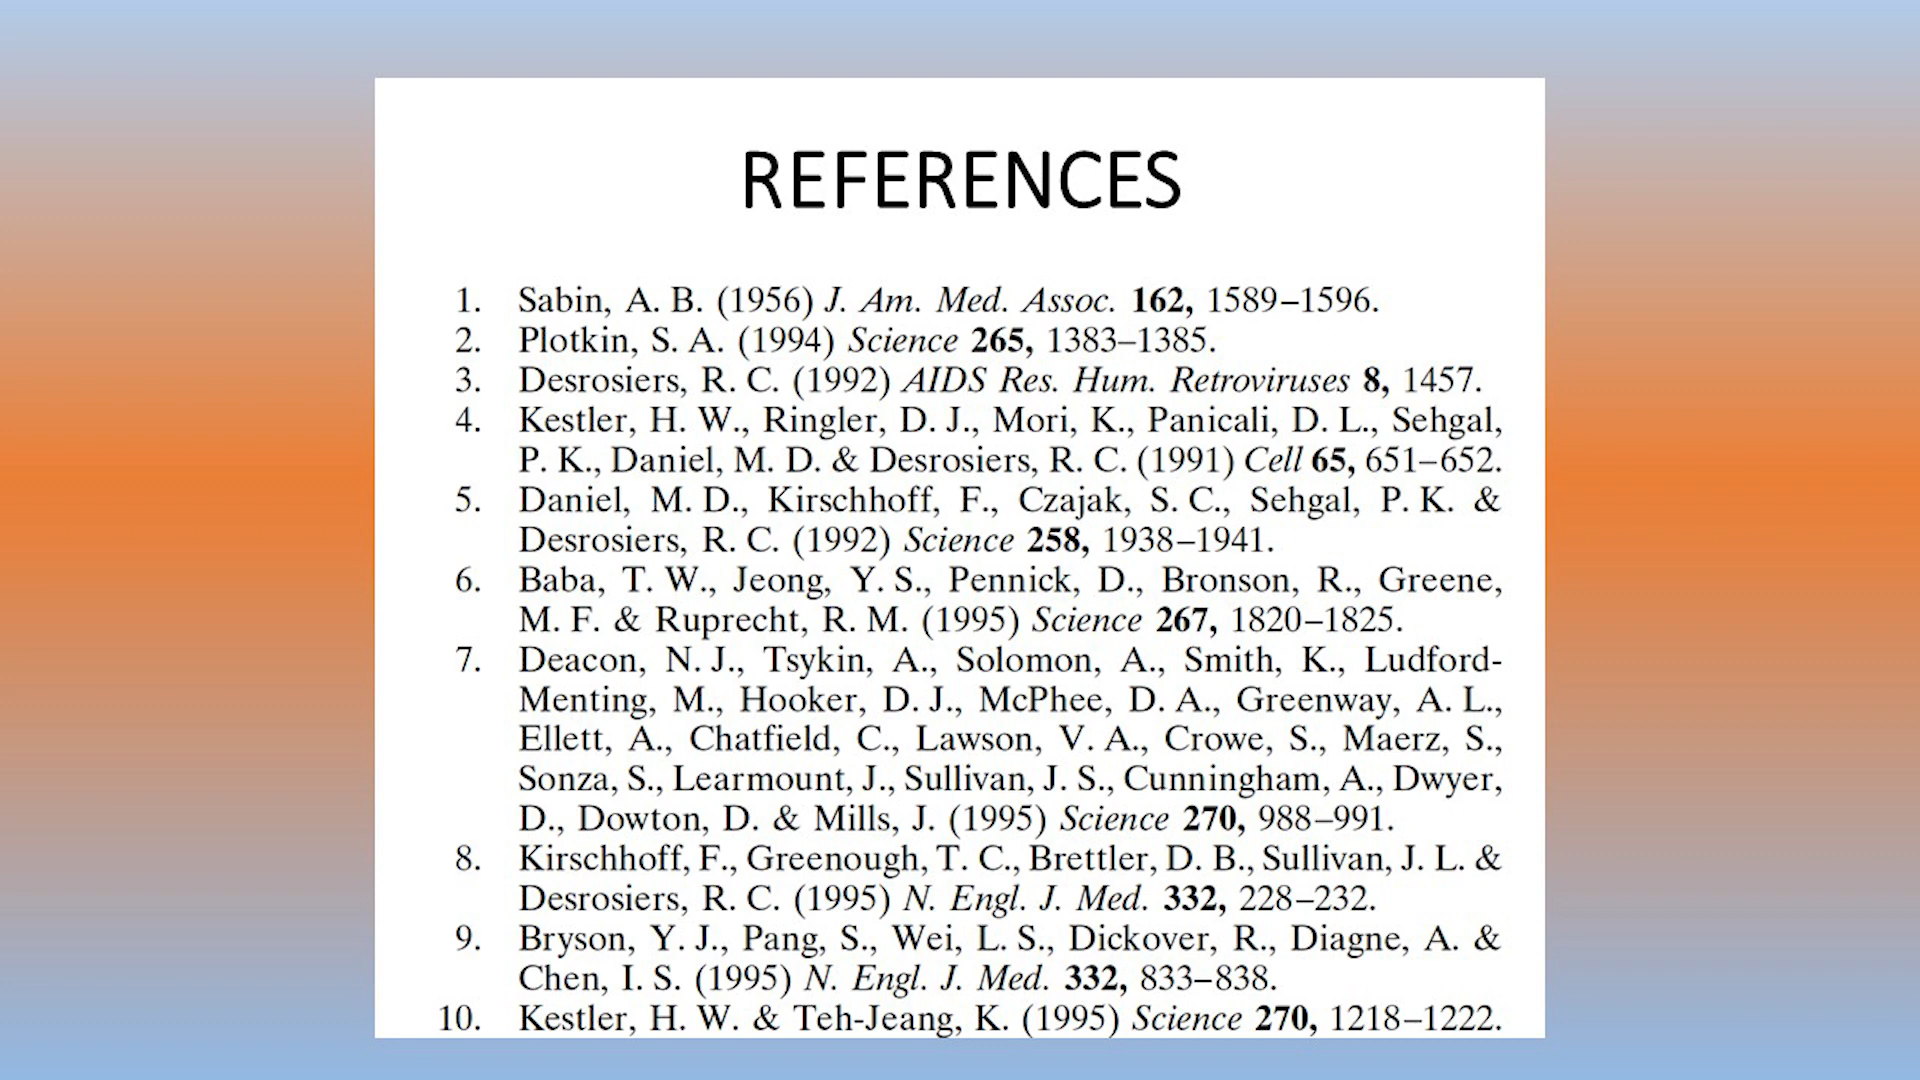 REFERENCES
1. Sabin, A. B. (1956) J. Am. Med. Assoc. 162, 1589–1596.
2. Plotkin, S. A. (1994) Science 265, 1383–1385.
3. Desrosiers, R. C. (1992) AIDS Res. Hum. Retroviruses 8, 1457.
4. Kestler, H. W., Ringler, D. J., Mori, K., Panicali, D. L., Sehgal,
P. K., Daniel, M. D. & Desrosiers, R. C. (1991) Cell 65, 651–652.
5. Daniel, M. D., Kirschhoff, F., Czajak, S. C., Sehgal, P. K. &
Desrosiers, R. C. (1992) Science 258, 1938–1941.
6. Baba, T. W., Jeong, Y. S., Pennick, D., Bronson, R., Greene,
M. F. & Ruprecht, R. M. (1995) Science 267, 1820–1825.
7. Deacon, N. J., Tsykin, A., Solomon, A., Smith, K., Ludford-
Menting, M., Hooker, D. J., McPhee, D. A., Greenway, A. L.,
Ellett, A., Chatfield, C., Lawson, V. A., Crowe, S., Maerz, S.,
Sonza, S., Learmount, J., Sullivan, J. S., Cunningham, A., Dwyer,
D., Dowton, D. & Mills, J. (1995) Science 270, 988–991.
8. Kirschhoff, F., Greenough, T. C., Brettler, D. B., Sullivan, J. L. &
Desrosiers, R. C. (1995) N. Engl. J. Med. 332, 228–232.
9. Bryson, Y. J., Pang, S., Wei, L. S., Dickover, R., Diagne, A. &
Chen, I. S. (1995) N. Engl. J. Med. 332, 833–838.
10. Kestler, H. W. & Teh-Jeang, K. (1995) Science 270, 1218–1222.